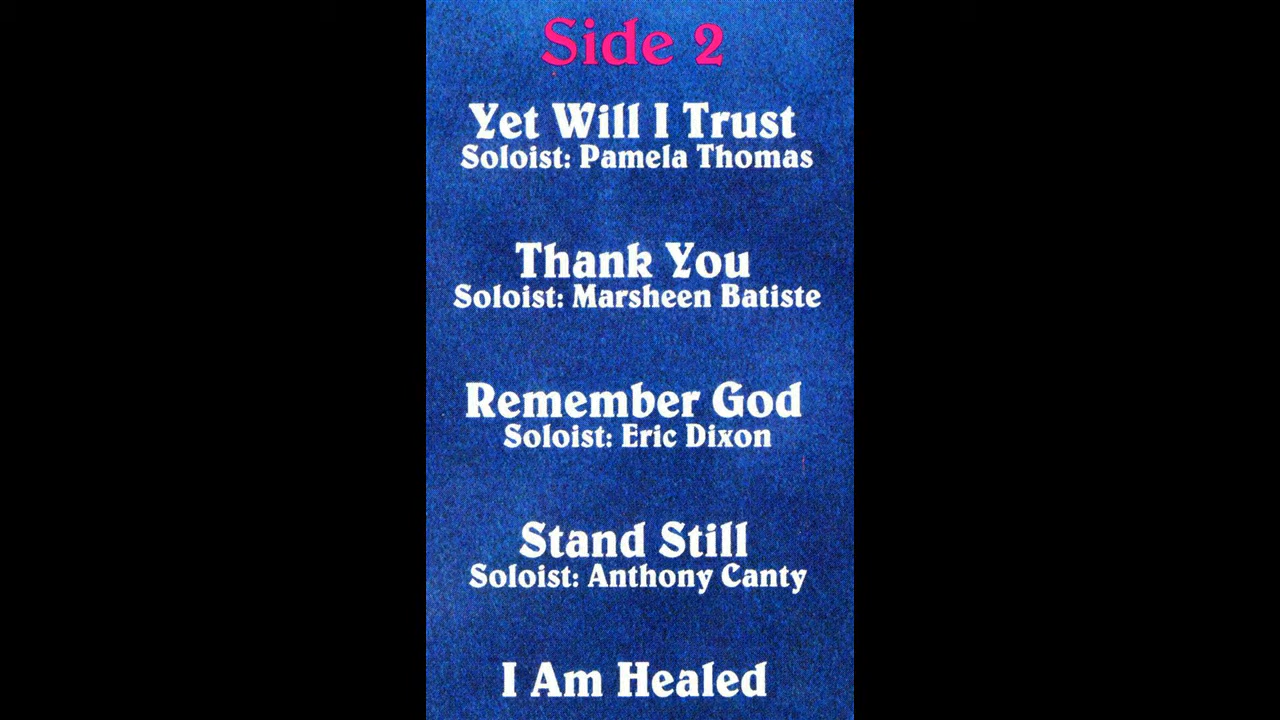 Side 2
Yet Will I Trust
Soloist: Pamela Thomas
Thank You
Soloist: Marsheen Batiste
Remember God
Soloist: Eric Dixon
Stand Still
Soloist: Anthony Canty
I Am Healed